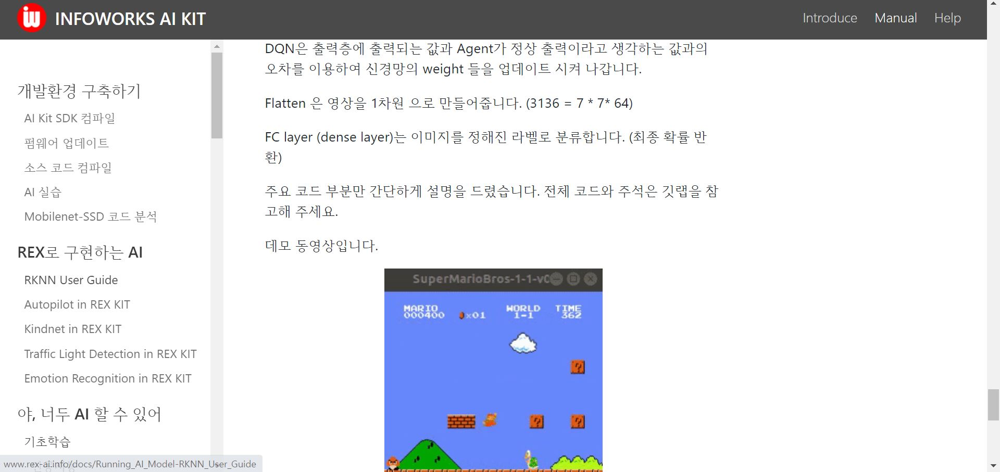 iw INFOWORKS AI KIT
Introduce Manual Help
개발환경 구축하기
AI Kit SDK 컴파일
펌웨어 업데이트
소스 코드 컴파일
AI 실습
Mobilenet-SSD 코드 분석
REX로 구현하는 AI
RKNN User Guide
Autopilot in REX KIT
Kindnet in REX KIT
Traffic Light Detection in REX KIT
Emotion Recognition in REX KIT
야, 너두 AI 할 수 있어
기초학습
www.rex-ai.info/docs/Running_AI_Model-RKNN_User_Guide
DQN은 출력층에 출력되는 값과 Agent가 정상 출력이라고 생각하는 값과의
오차를 이용하여 신경망의 weight 들을 업데이트 시켜 나갑니다.
Flatten 은 영상을 1차원 으로 만들어줍니다. (3136 = 7 * 7* 64)
FC layer (dense layer)는 이미지를 정해진 라벨로 분류합니다. (최종 확률 반
환)
주요 코드 부분만 간단하게 설명을 드렸습니다. 전체 코드와 주석은 깃랩을 참
고해 주세요.
데모 동영상입니다.
SuperMarioBros-1-1-v0
MARIO WORLD TIME
000400 x01 1-1 362
? 
? ?